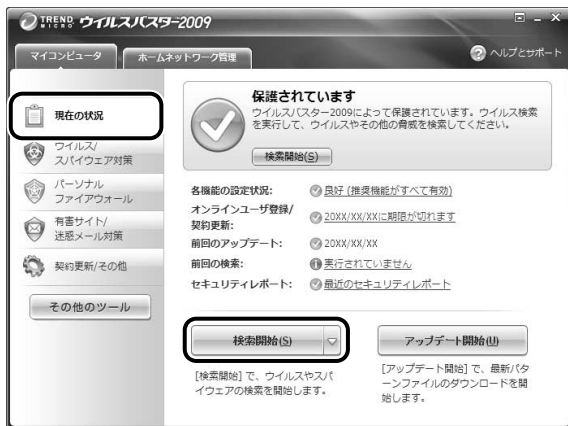 TREND MICRO ウイルスバスター2009
マイコンピュータ
ホームネットワーク管理
ヘルプとサポート
現在の状況
ウイルス/
スパイウェア対策
パーソナル
ファイアウォール
有害サイト/
迷惑メール対策
契約更新/その他
その他のツール
保護されています
ウイルスバスター2009によって保護されています。ウイルス検索
を実行して、ウイルスやその他の脅威を検索してください。
検索開始(S)
各機能の設定状況: 良好 (推奨機能がすべて有効)
オンラインユーザ登録/
契約更新: 20XX/XX/XXに期限が切れます
前回のアップデート: 20XX/XX/XX
前回の検索: 実行されていません
セキュリティレポート: 最近のセキュリティレポート
検索開始(S)
アップデート開始(U)
[検索開始] で、ウイルスやスパ
イウェアの検索を開始します。
[アップデート開始] で、最新パタ
ーンファイルのダウンロードを開
始します。